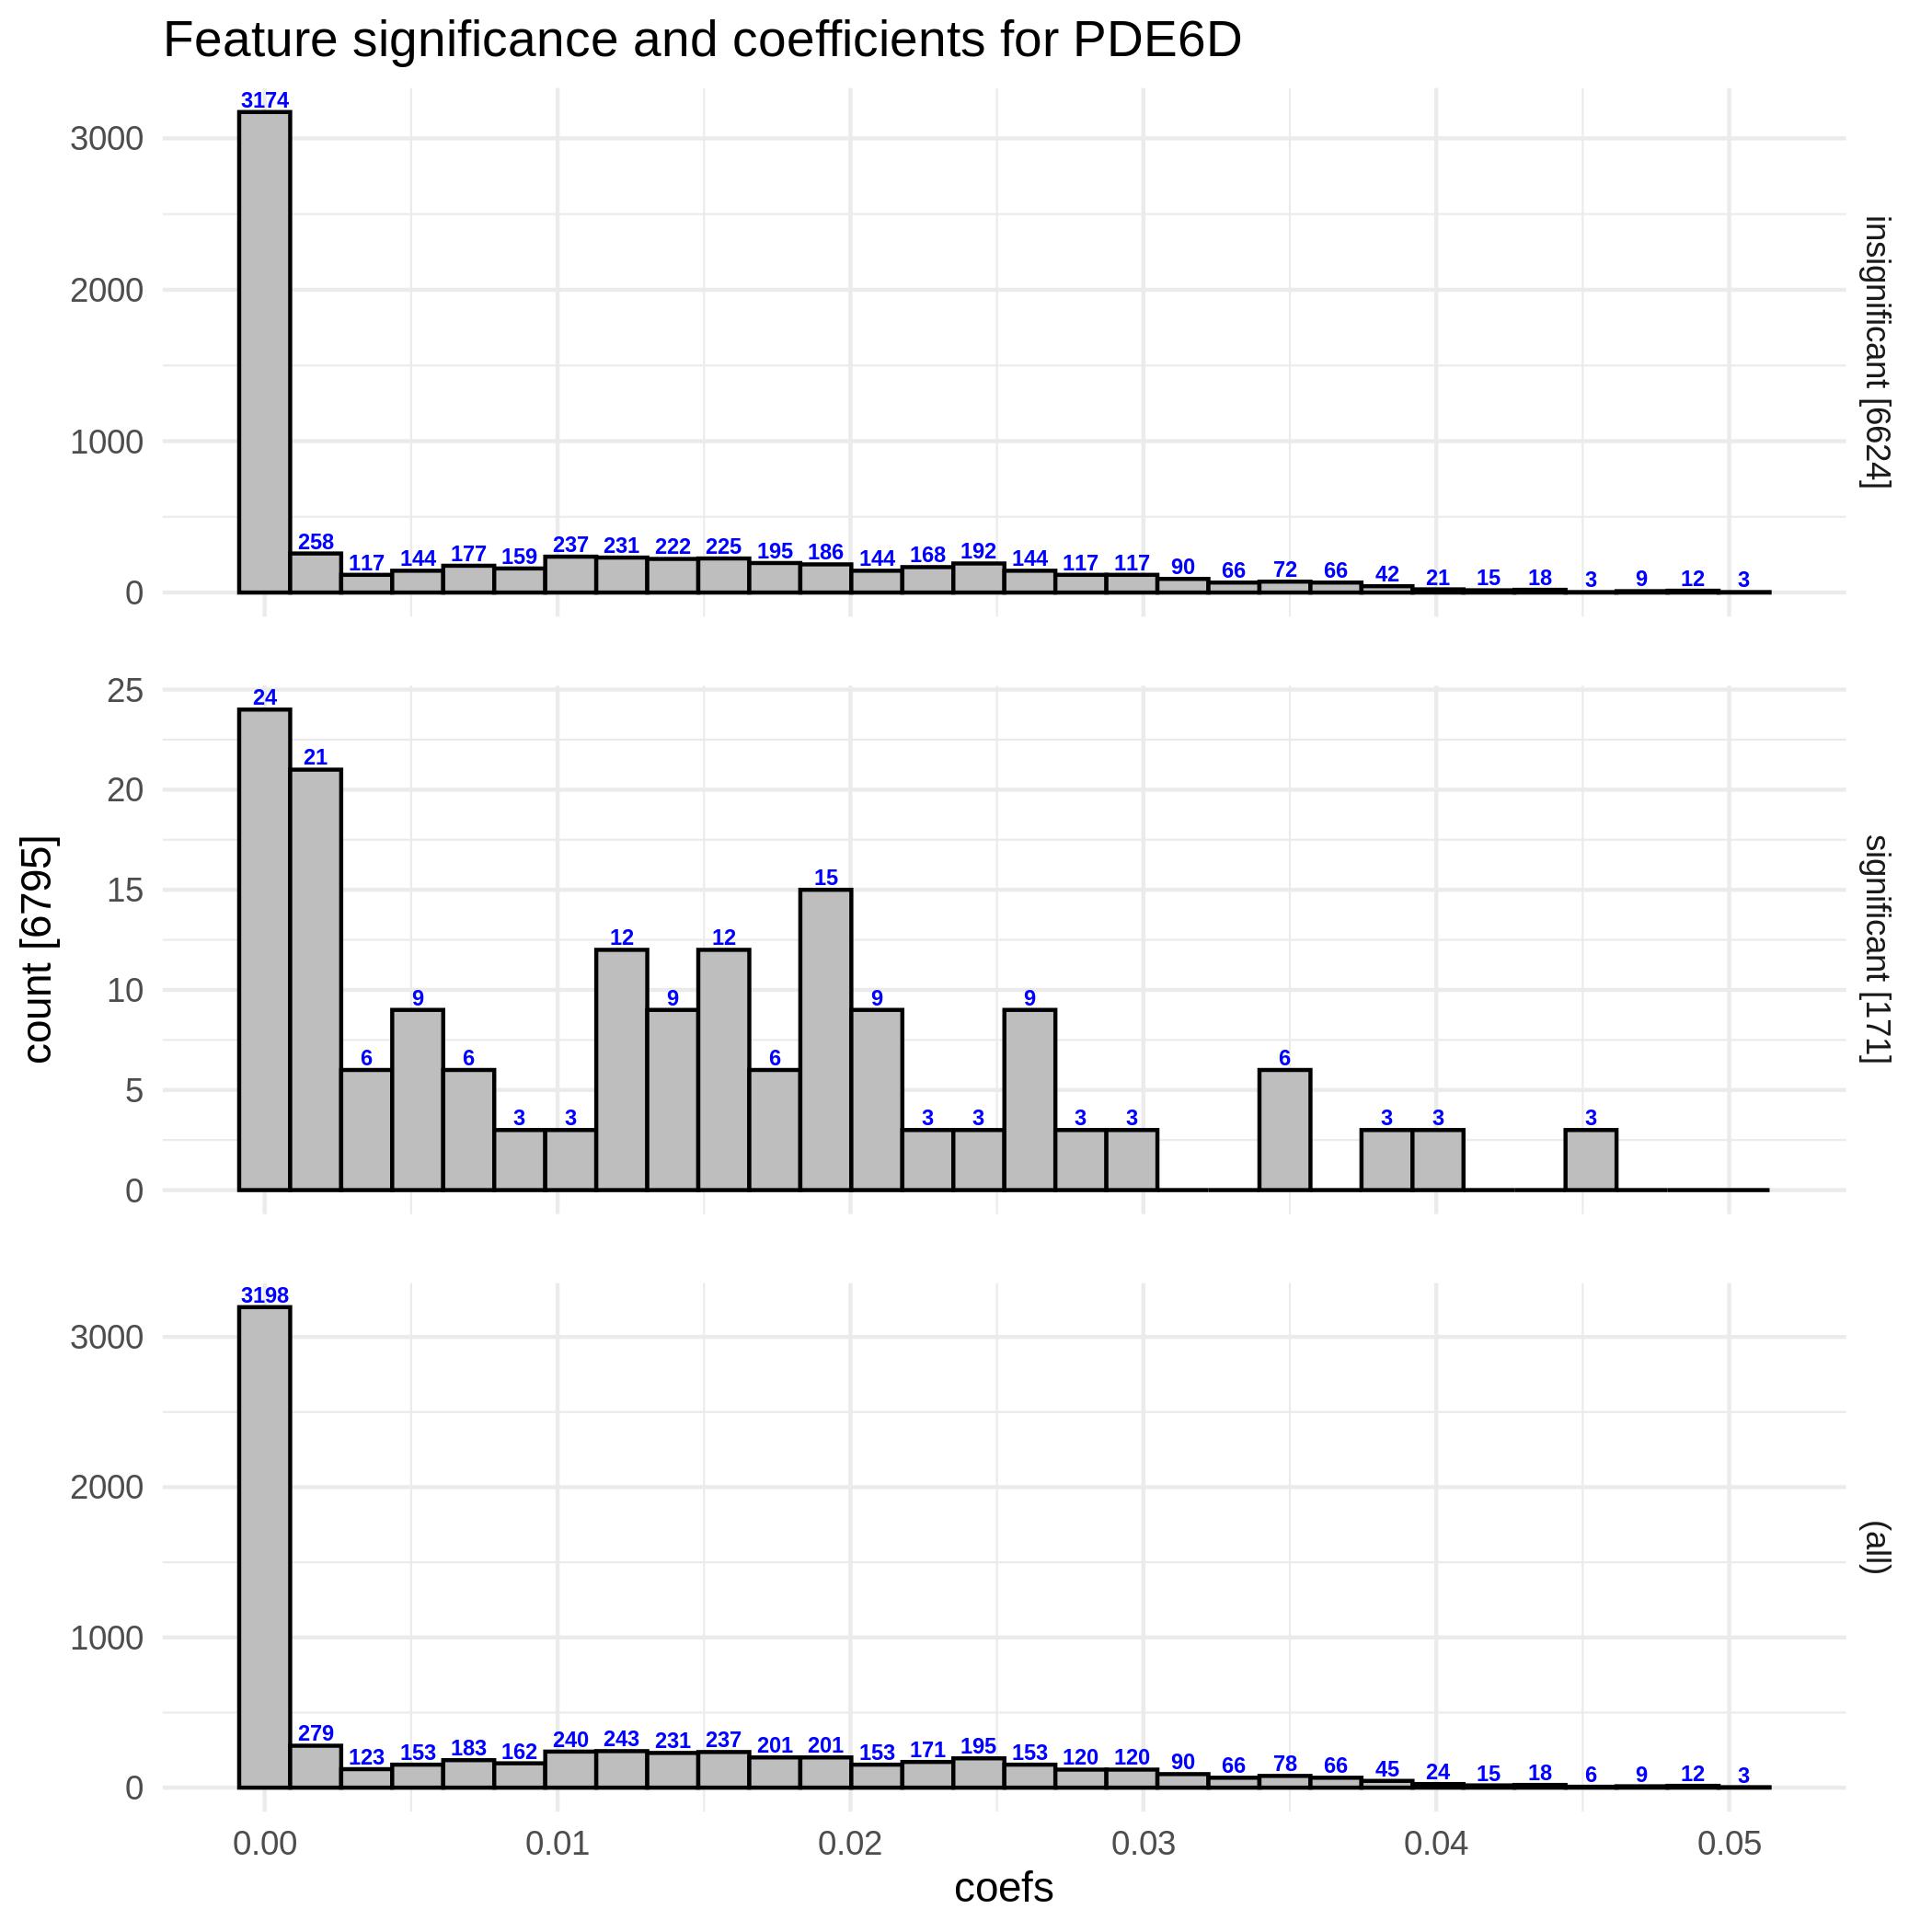 Feature significance and coefficients for PDE6D
3174
3000
2000
1000
258 117 144 177 159 237 231 222 225 195 186 144 168 192 144 117 117 90 66 72 66 42 21 15 18 3 9 12 3
0
insignificant [6624]
25
24
21
20
15
15
12 12
10
9 9 9 9
6 6 6 6
5
3 3 3 3 3 3 3 3 3
0
significant [171]
count [6795]
3198
3000
2000
1000
279 123 153 183 162 240 243 231 237 201 201 153 171 195 153 120 120 90 66 78 66 45 24 15 18 6 9 12 3
0
(all)
0.00 0.01 0.02 0.03 0.04 0.05
coefs